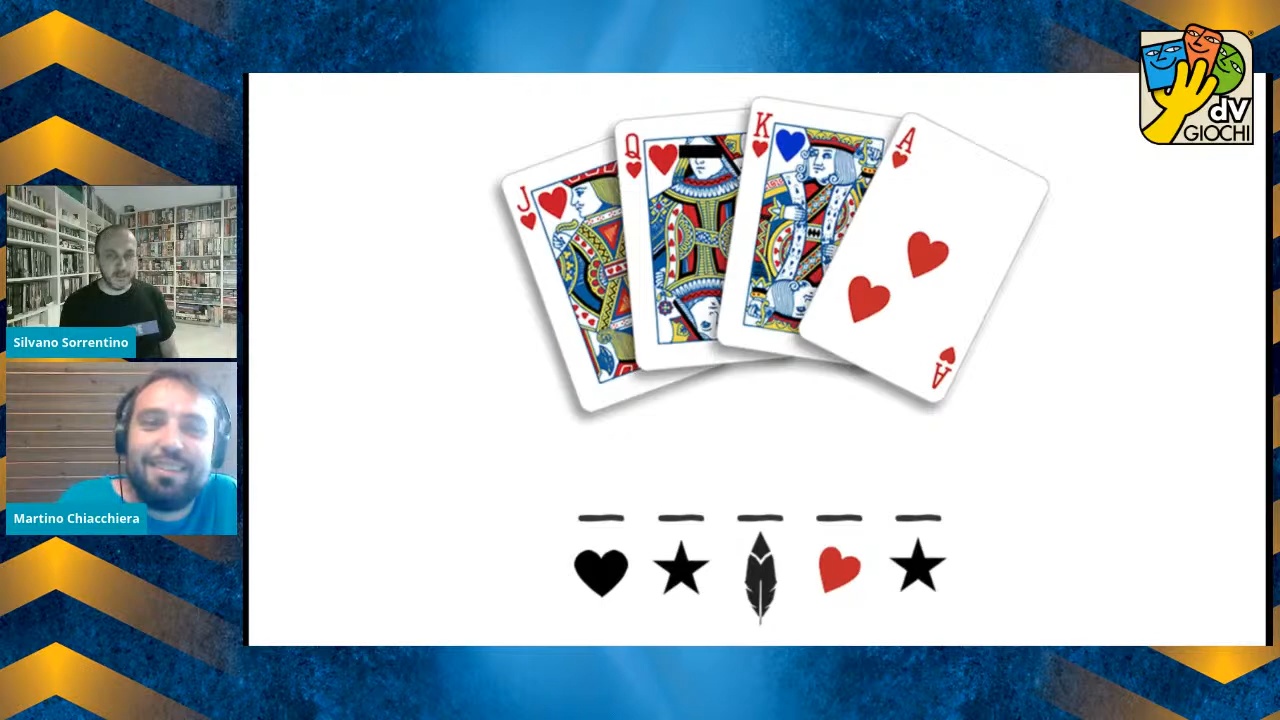 dv
GIOCHI
J
Q
K
A
A
Silvano Sorrentino
Martino Chiacchiera